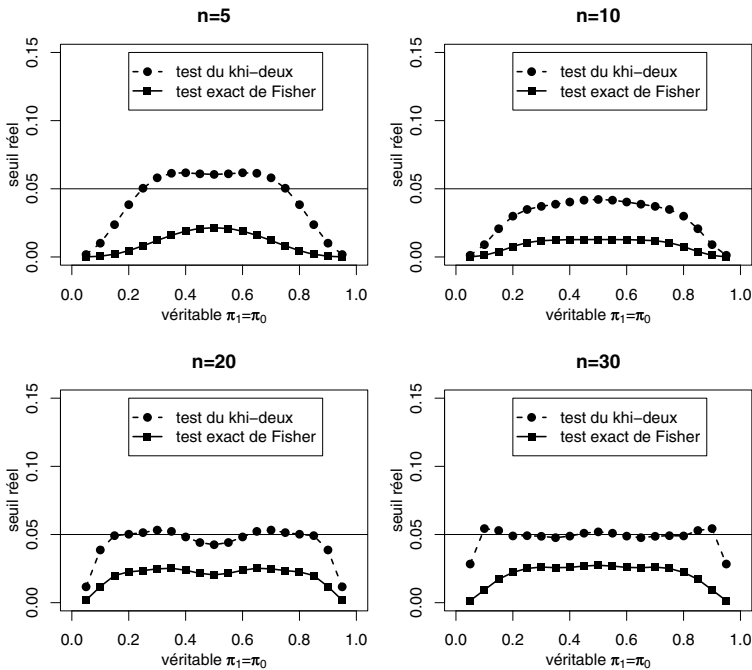 n=5
0.15
0.10
0.05
0.00
seuil réel
test du khi−deux
test exact de Fisher
0.0 0.2 0.4 0.6 0.8 1.0
véritable π1=π0
n=10
0.15
0.10
0.05
0.00
seuil réel
test du khi−deux
test exact de Fisher
0.0 0.2 0.4 0.6 0.8 1.0
véritable π1=π0
n=20
0.15
0.10
0.05
0.00
seuil réel
test du khi−deux
test exact de Fisher
0.0 0.2 0.4 0.6 0.8 1.0
véritable π1=π0
n=30
0.15
0.10
0.05
0.00
seuil réel
test du khi−deux
test exact de Fisher
0.0 0.2 0.4 0.6 0.8 1.0
véritable π1=π0